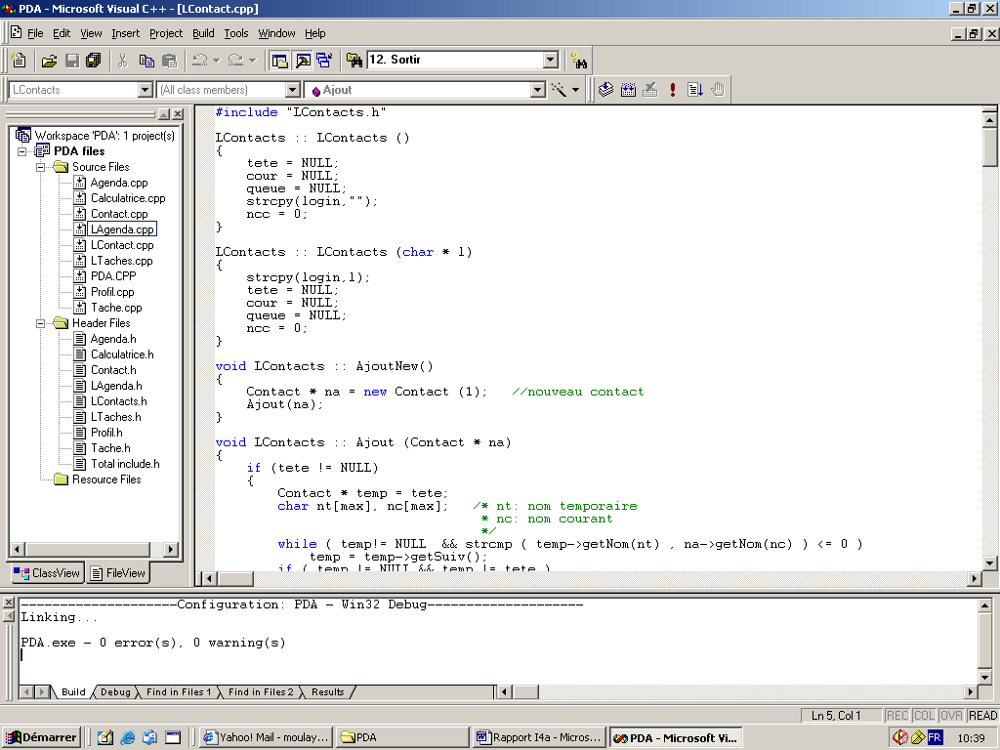 PDA - Microsoft Visual C++ - [LContact.cpp]
File Edit View Insert Project Build Tools Window Help
12. Sortir
LContacts (All class members) Ajout
Workspace 'PDA': 1 project(s)
PDA files
Source Files
Agenda.cpp
Calculatrice.cpp
Contact.cpp
LAgenda.cpp
LContact.cpp
LTaches.cpp
PDA.CPP
Profil.cpp
Tache.cpp
Header Files
Agenda.h
Calculatrice.h
Contact.h
LAgenda.h
LContacts.h
LTaches.h
Profil.h
Tache.h
Total include.h
Resource Files
ClassView FileView
#include "LContacts.h"
LContacts :: LContacts ()
{
tete = NULL;
cour = NULL;
queue = NULL;
strcpy(login,"");
ncc = 0;
}
LContacts :: LContacts (char * l)
{
strcpy(login,l);
tete = NULL;
cour = NULL;
queue = NULL;
ncc = 0;
}
void LContacts :: AjoutNew()
{
Contact * na = new Contact (1); //nouveau contact
Ajout(na);
}
void LContacts :: Ajout (Contact * na)
{
if (tete != NULL)
{
Contact * temp = tete;
char nt[max], nc[max]; /* nt: nom temporaire
* nc: nom courant
*/
while ( temp!= NULL && strcmp ( temp->getNom(nt) , na->getNom(nc) ) <= 0 )
temp = temp->getSuiv();
if ( temp != NULL && temp != tete )
--------------------Configuration: PDA - Win32 Debug--------------------
Linking...
PDA.exe - 0 error(s), 0 warning(s)
Build Debug Find in Files 1 Find in Files 2 Results
Ln 5, Col 1 REC COL OVR READ
Démarrer Yahoo! Mail - moulay,... PDA Rapport I4a - Micros... PDA - Microsoft Vi... FR 10:39